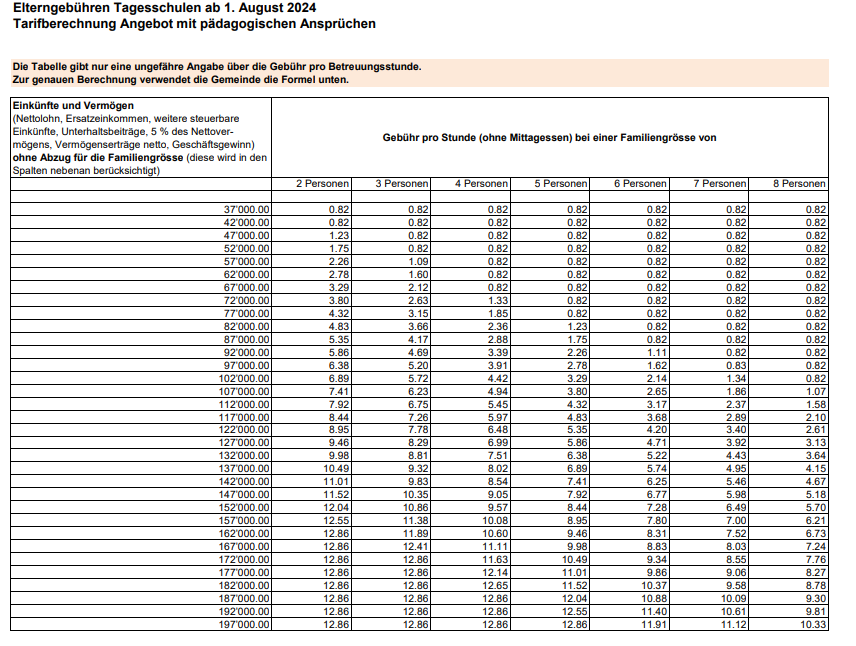 Elterngebühren Tagesschulen ab 1. August 2024
Tarifberechnung Angebot mit pädagogischen Ansprüchen
Die Tabelle gibt nur eine ungefähre Angabe über die Gebühr pro Betreuungsstunde.
Zur genauen Berechnung verwendet die Gemeinde die Formel unten.
Einkünfte und Vermögen
(Nettolohn, Ersatzeinkommen, weitere steuerbare
Einkünfte, Unterhaltsbeiträge, 5 % des Nettover-
mögens, Vermögenserträge netto, Geschäftsgewinn)
ohne Abzug für die Familiengrösse (diese wird in den
Spalten nebenan berücksichtigt)
Gebühr pro Stunde (ohne Mittagessen) bei einer Familiengrösse von
2 Personen 3 Personen 4 Personen 5 Personen 6 Personen 7 Personen 8 Personen
37'000.00 0.82 0.82 0.82 0.82 0.82 0.82 0.82
42'000.00 0.82 0.82 0.82 0.82 0.82 0.82 0.82
47'000.00 1.23 0.82 0.82 0.82 0.82 0.82 0.82
52'000.00 1.75 0.82 0.82 0.82 0.82 0.82 0.82
57'000.00 2.26 1.09 0.82 0.82 0.82 0.82 0.82
62'000.00 2.78 1.60 0.82 0.82 0.82 0.82 0.82
67'000.00 3.29 2.12 0.82 0.82 0.82 0.82 0.82
72'000.00 3.80 2.63 1.33 0.82 0.82 0.82 0.82
77'000.00 4.32 3.15 1.85 0.82 0.82 0.82 0.82
82'000.00 4.83 3.66 2.36 1.23 0.82 0.82 0.82
87'000.00 5.35 4.17 2.88 1.75 0.82 0.82 0.82
92'000.00 5.86 4.69 3.39 2.26 1.11 0.82 0.82
97'000.00 6.38 5.20 3.91 2.78 1.62 0.83 0.82
102'000.00 6.89 5.72 4.42 3.29 2.14 1.34 0.82
107'000.00 7.41 6.23 4.94 3.80 2.65 1.86 1.07
112'000.00 7.92 6.75 5.45 4.32 3.17 2.37 1.58
117'000.00 8.44 7.26 5.97 4.83 3.68 2.89 2.10
122'000.00 8.95 7.78 6.48 5.35 4.20 3.40 2.61
127'000.00 9.46 8.29 6.99 5.86 4.71 3.92 3.13
132'000.00 9.98 8.81 7.51 6.38 5.22 4.43 3.64
137'000.00 10.49 9.32 8.02 6.89 5.74 4.95 4.15
142'000.00 11.01 9.83 8.54 7.41 6.25 5.46 4.67
147'000.00 11.52 10.35 9.05 7.92 6.77 5.98 5.18
152'000.00 12.04 10.86 9.57 8.44 7.28 6.49 5.70
157'000.00 12.55 11.38 10.08 8.95 7.80 7.00 6.21
162'000.00 12.86 11.89 10.60 9.46 8.31 7.52 6.73
167'000.00 12.86 12.41 11.11 9.98 8.83 8.03 7.24
172'000.00 12.86 12.86 11.63 10.49 9.34 8.55 7.76
177'000.00 12.86 12.86 12.14 11.01 9.86 9.06 8.27
182'000.00 12.86 12.86 12.65 11.52 10.37 9.58 8.78
187'000.00 12.86 12.86 12.86 12.04 10.88 10.09 9.30
192'000.00 12.86 12.86 12.86 12.55 11.40 10.61 9.81
197'000.00 12.86 12.86 12.86 12.86 11.91 11.12 10.33